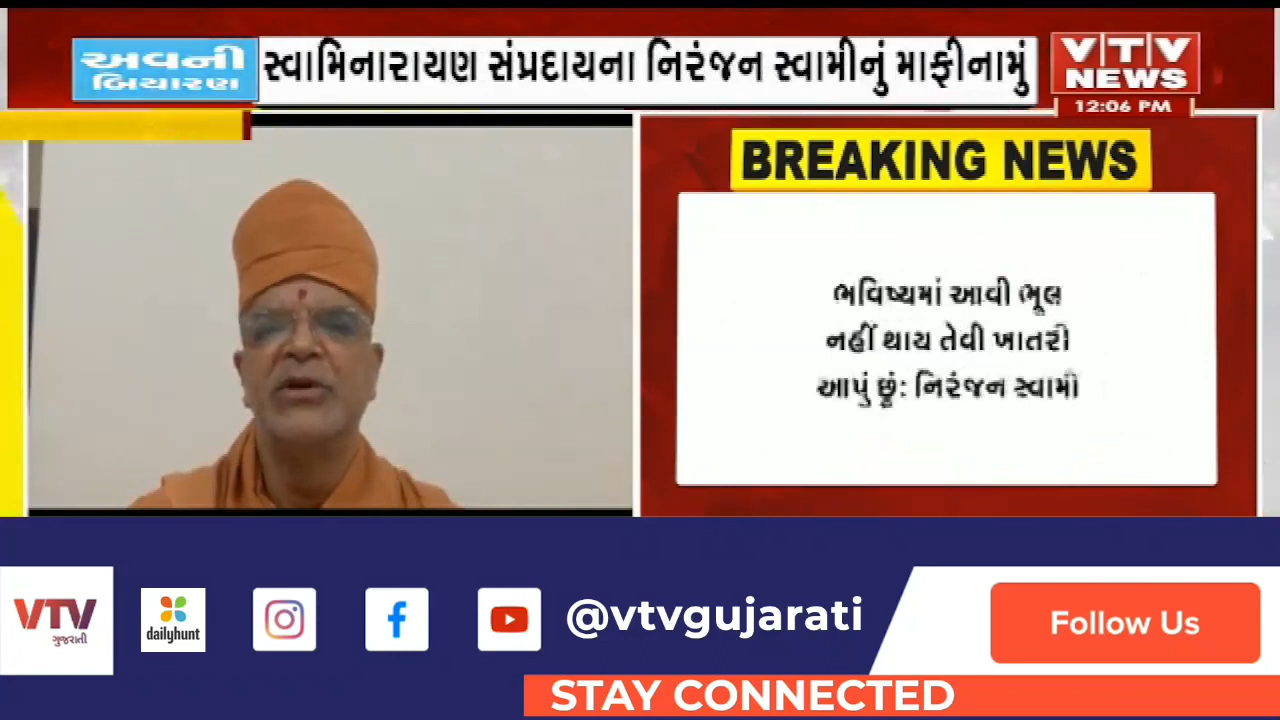 અવની
બિચારણ
સ્વામિનારાયણ સંપ્રદાયના નિરંજન સ્વામીનું માફીનામું
VTV
NEWS
12:06 PM
BREAKING NEWS
ભવિષ્યમાં આવી ભૂલ
નહીં થાય તેવી ખાતરી
આપું છું: નિરંજન સ્વામી
VTV
ગુજરાતી
dailyhunt
@vtvgujarati
Follow Us
STAY CONNECTED